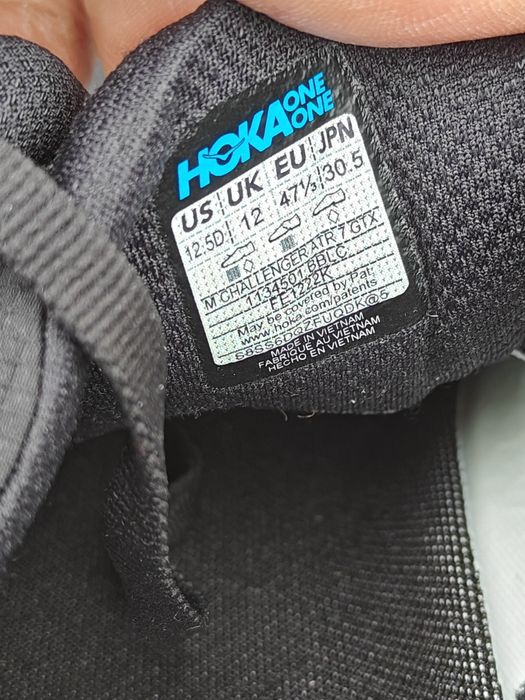 HOKA ONE ONE
US UK EU JPN
12.5D 12 47⅓ 30.5
M CHALLENGER ATR 7 GTX
1134501 BBLC
FE1222K
May be covered by Pat.
www.hoka.com/patents
MADE IN VIETNAM
FABRIQUE AU VIETNAM
HECHO EN VIETNAM